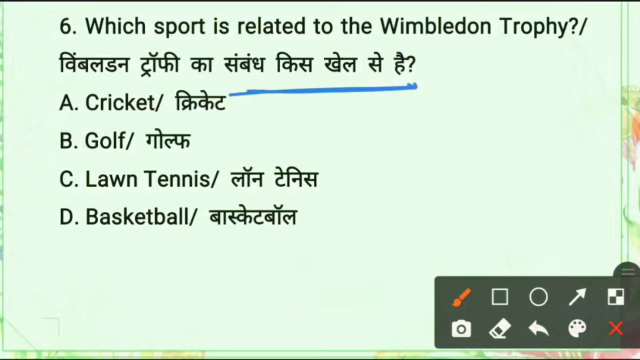 6. Which sport is related to the Wimbledon Trophy?/
विंबलडन ट्रॉफी का संबंध किस खेल से है?
A. Cricket/ क्रिकेट
B. Golf/ गोल्फ
C. Lawn Tennis/ लॉन टेनिस
D. Basketball/ बास्केटबॉल